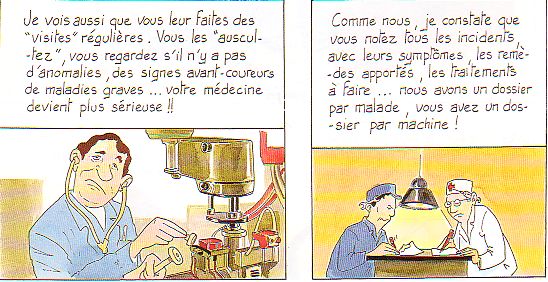 Je vois aussi que vous leur faites des
"visites" régulières. Vous les "auscul-
-tez", vous regardez s'il n'y a pas
d'anomalies, des signes avant-coureurs
de maladies graves ... votre médecine
devient plus sérieuse !!
Comme nous, je constate que
vous notez tous les incidents
avec leurs symptômes, les remè-
-des apportés, les traitements
à faire ... nous avons un dossier
par malade, vous avez un dos-
-sier par machine !